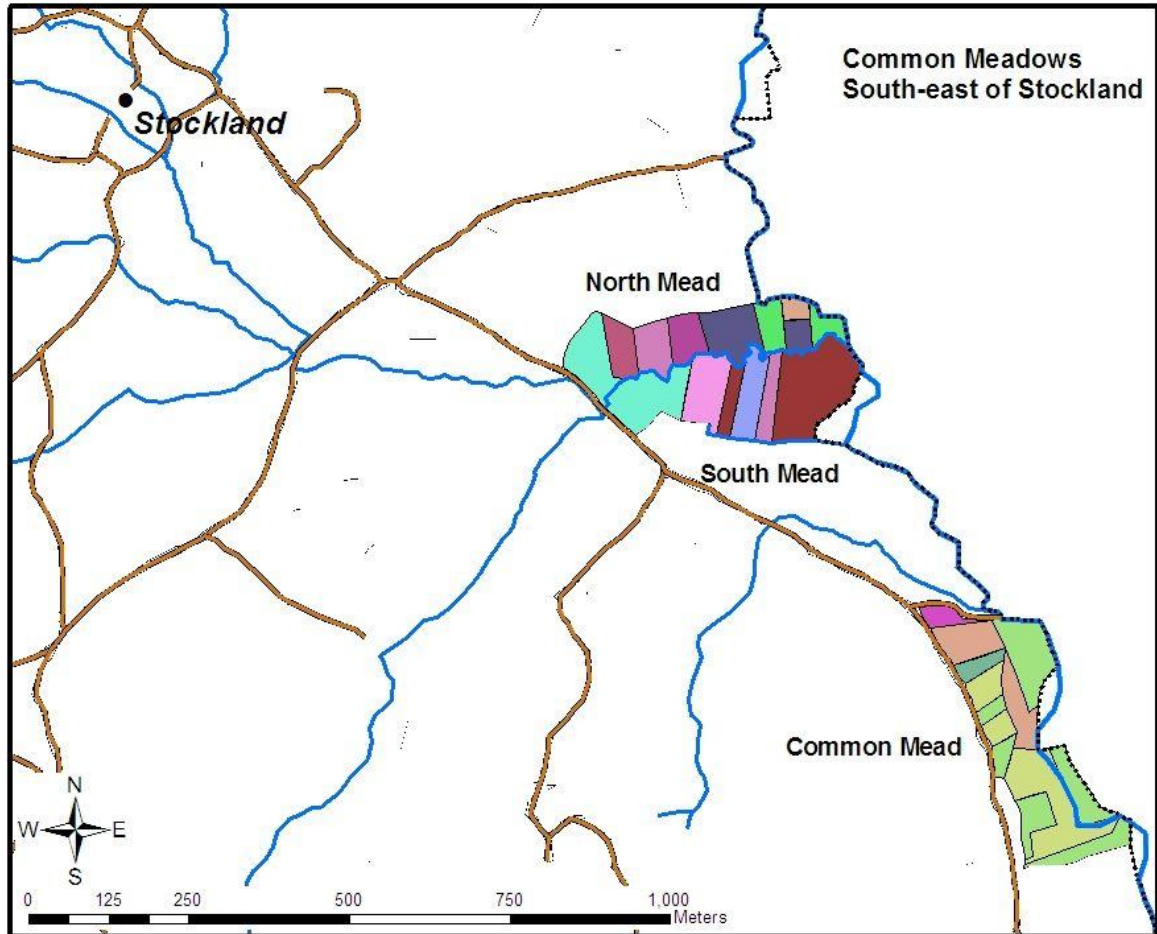 Common Meadows
South-east of Stockland
Stockland
North Mead
South Mead
Common Mead
N
W E
S
0 125 250 500 750 1,000
Meters